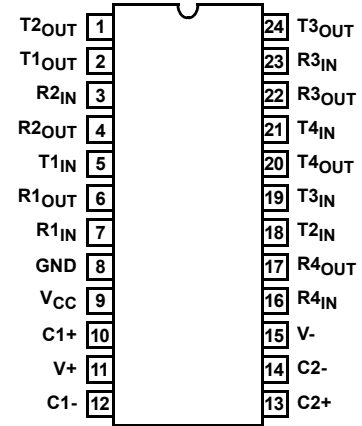 T2OUT 1 24 T3OUT
T1OUT 2 23 R3IN
R2IN 3 22 R3OUT
R2OUT 4 21 T4IN
T1IN 5 20 T4OUT
R1OUT 6 19 T3IN
R1IN 7 18 T2IN
GND 8 17 R4OUT
VCC 9 16 R4IN
C1+ 10 15 V-
V+ 11 14 C2-
C1- 12 13 C2+